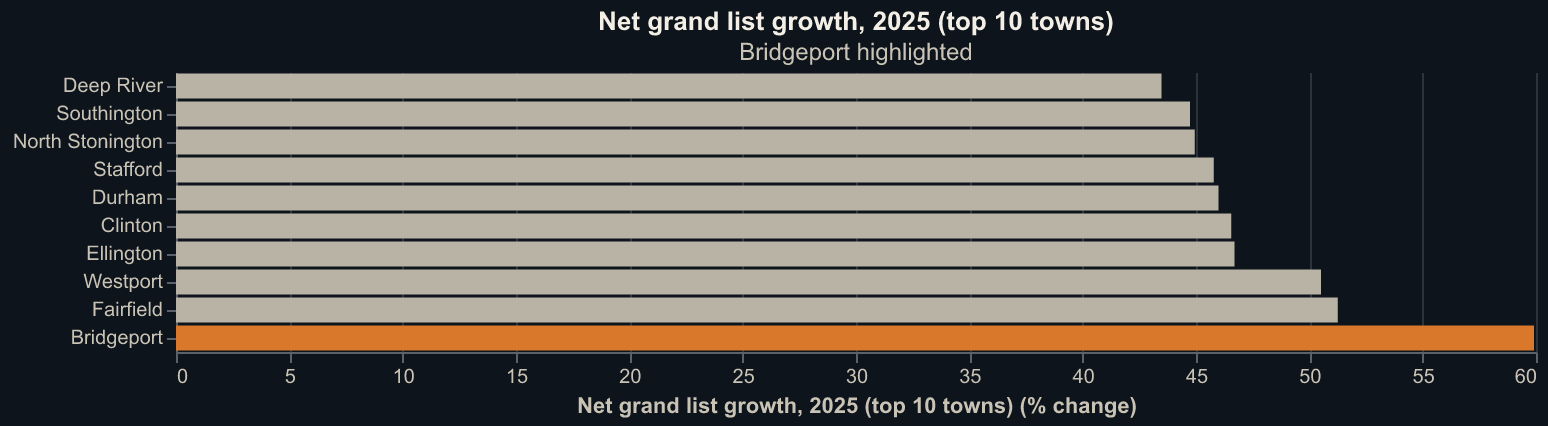 Net grand list growth, 2025 (top 10 towns)
Bridgeport highlighted
Deep River
Southington
North Stonington
Stafford
Durham
Clinton
Ellington
Westport
Fairfield
Bridgeport
0 5 10 15 20 25 30 35 40 45 50 55 60
Net grand list growth, 2025 (top 10 towns) (% change)